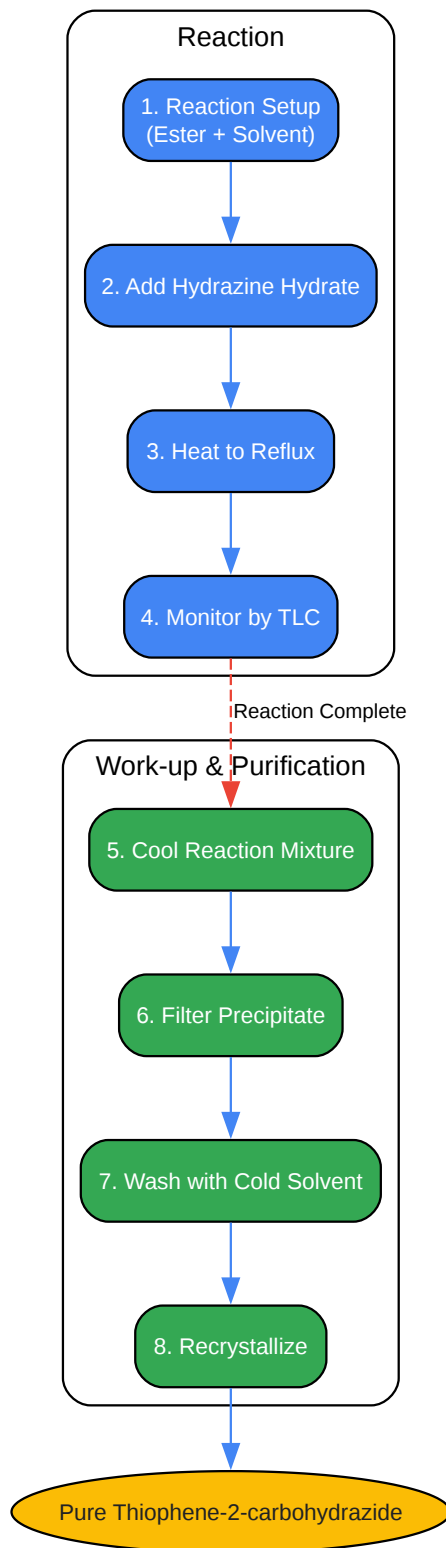 Reaction
1. Reaction Setup
(Ester + Solvent)
2. Add Hydrazine Hydrate
3. Heat to Reflux
4. Monitor by TLC
Reaction Complete
Work-up & Purification
5. Cool Reaction Mixture
6. Filter Precipitate
7. Wash with Cold Solvent
8. Recrystallize
Pure Thiophene-2-carbohydrazide